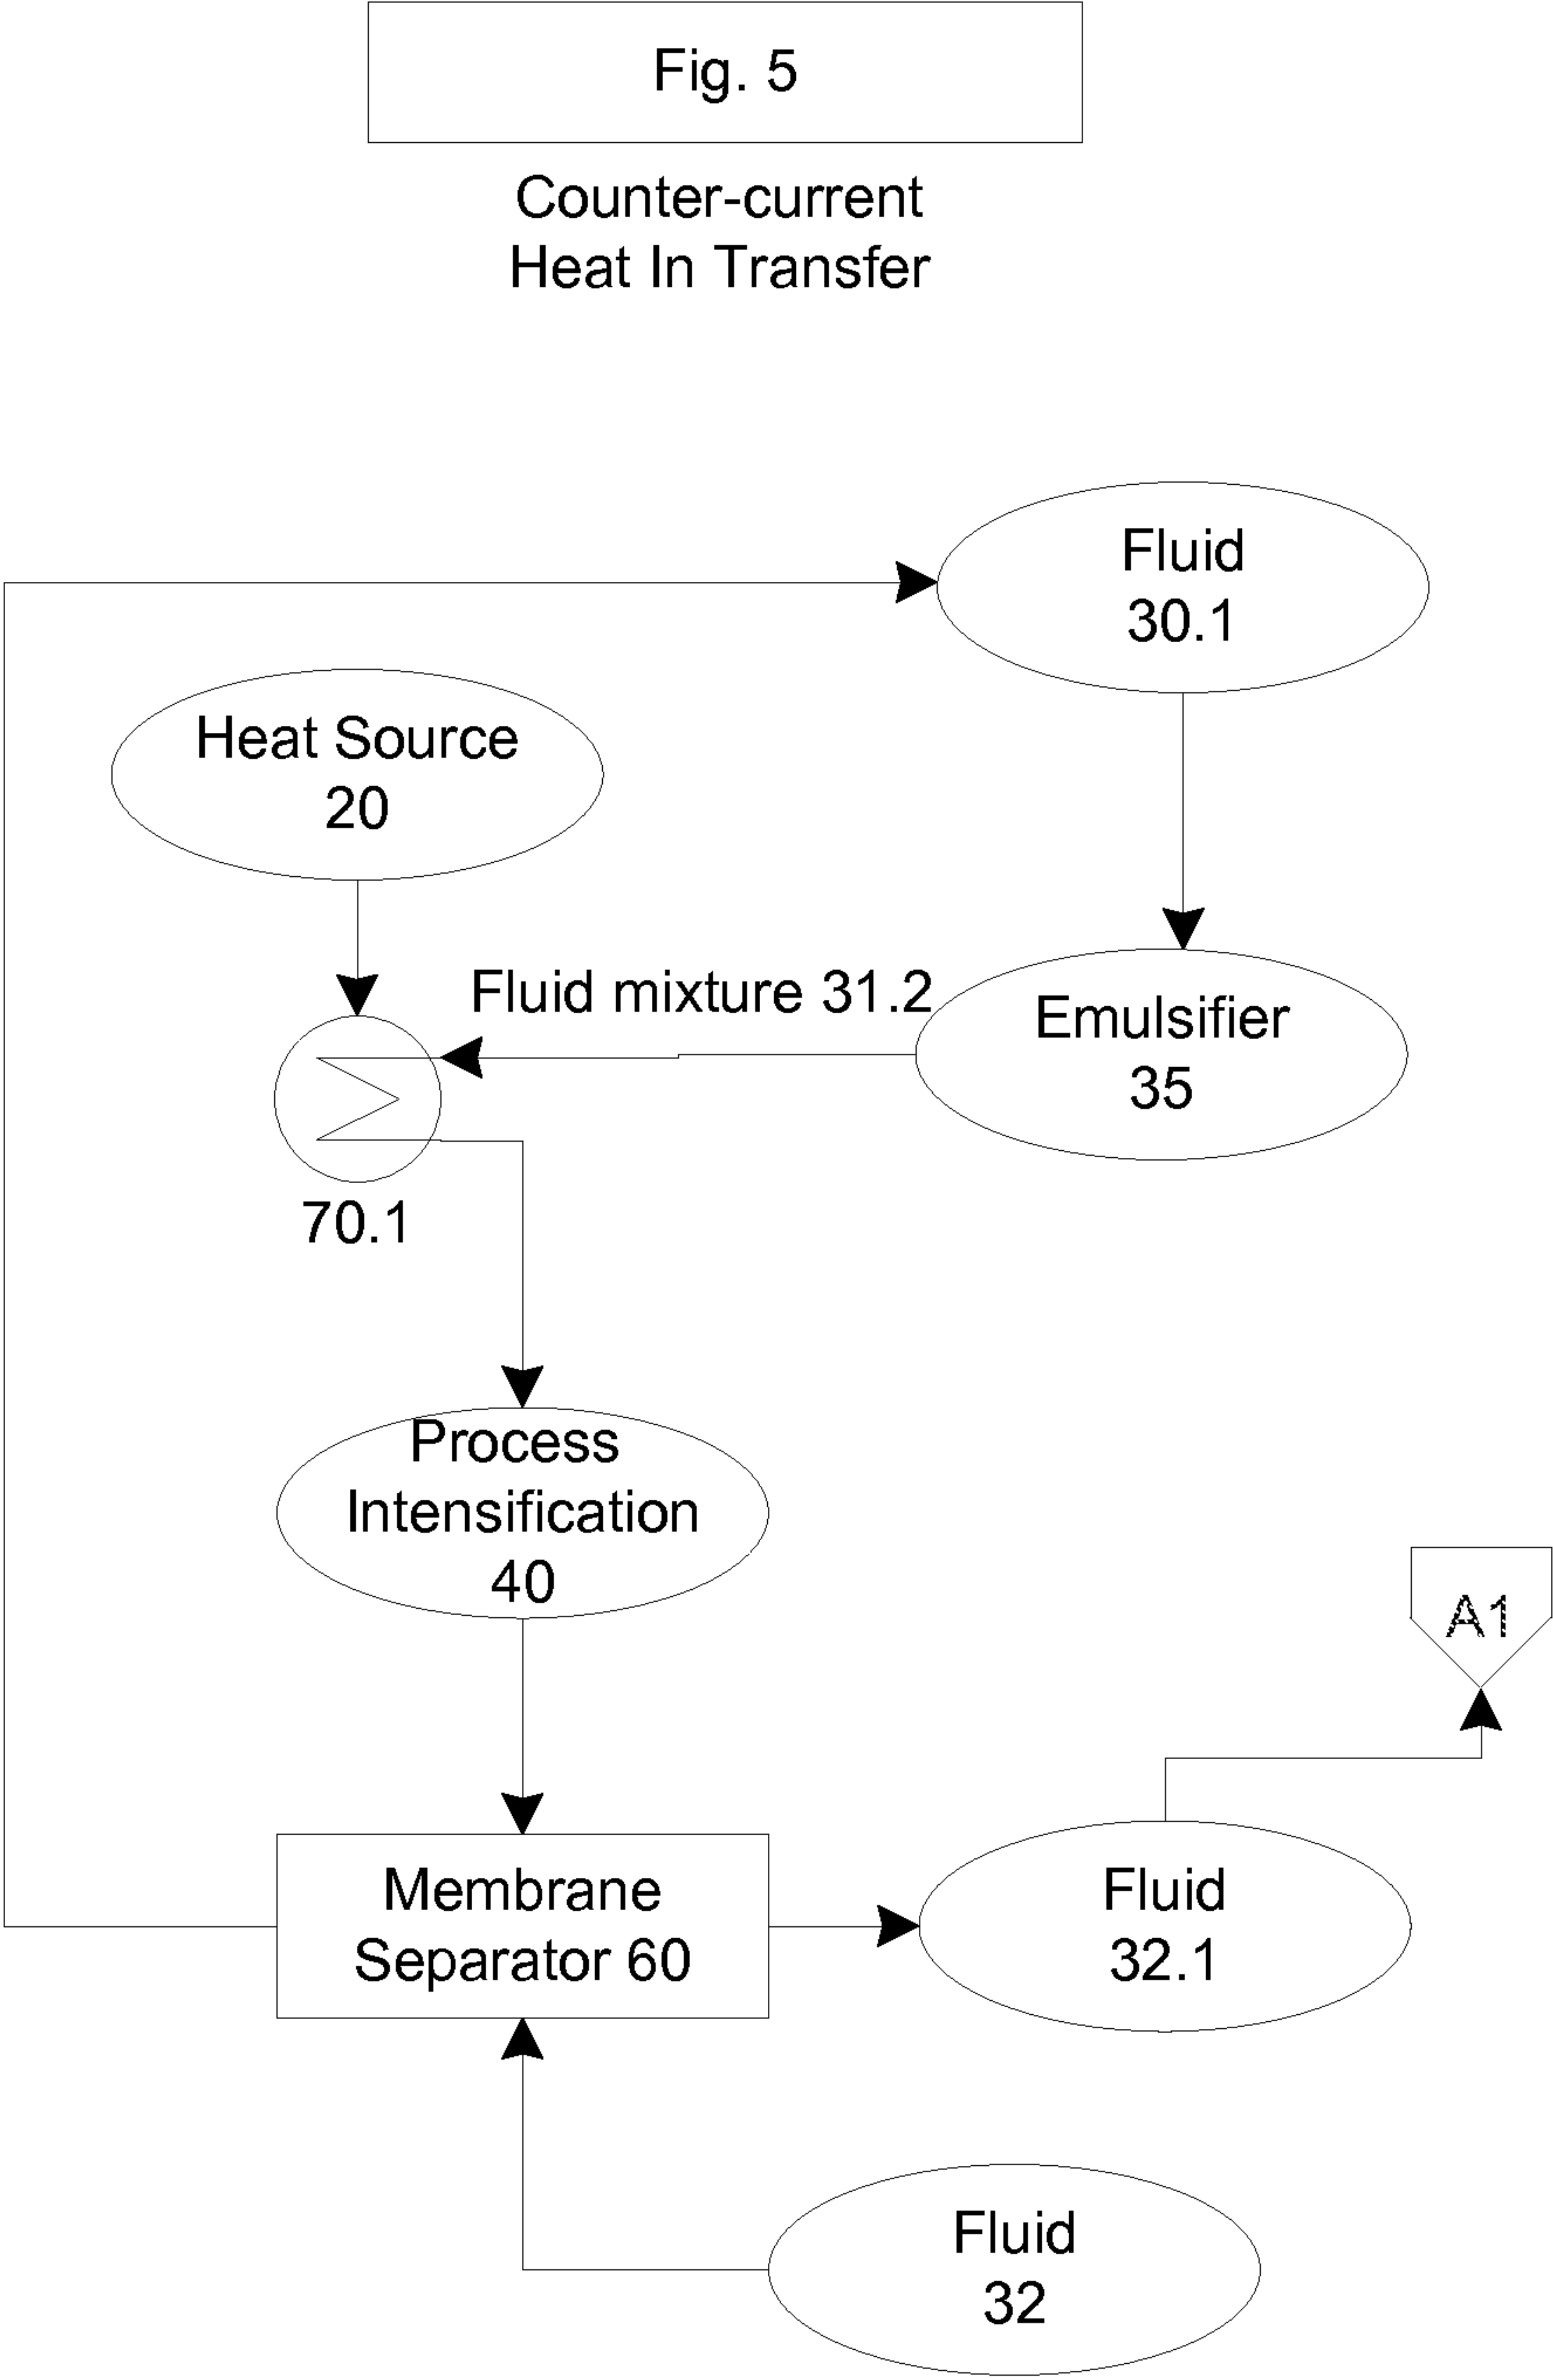 Fig. 5
Counter-current
Heat In Transfer
Fluid
30.1
Heat Source
20
Fluid mixture 31.2
Emulsifier
35
70.1
Process
Intensification
40
A1
Membrane
Separator 60
Fluid
32.1
Fluid
32